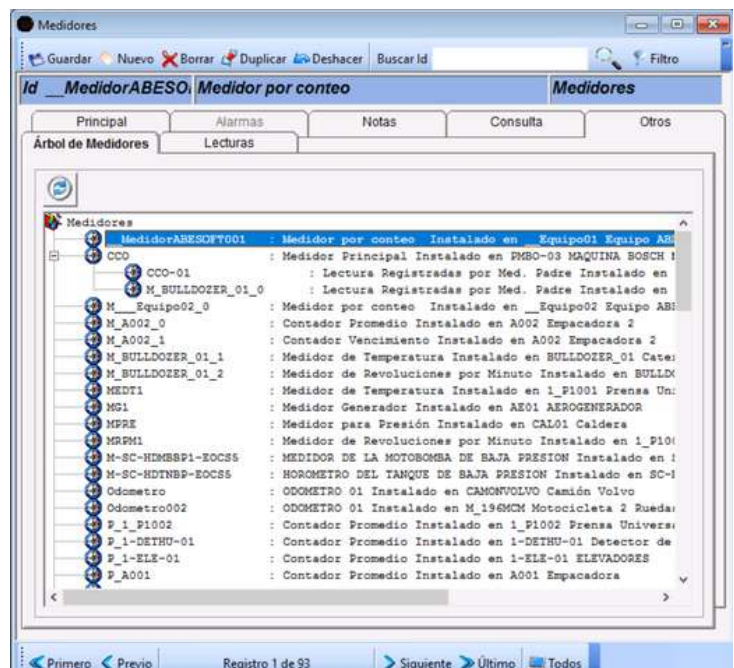 Medidores
Guardar Nuevo Borrar Duplicar Deshacer Buscar Id Filtro
Id __MedidorABESO Medidor por conteo Medidores
Principal Alarmas Notas Consulta Otros
Árbol de Medidores Lecturas
Medidores
__MedidorABESOFT001 : Medidor por conteo Instalado en __Equipo01 Equipo ABE
CCO : Medidor Principal Instalado en PMBO-03 MAQUINA BOSCH
CCO-01 : Lectura Registradas por Med. Padre Instalado en
M_BULLDOZER_01_0 : Lectura Registradas por Med. Padre Instalado en
M___Equipo02_0 : Medidor por conteo Instalado en __Equipo02 Equipo ABE
M_A002_0 : Contador Promedio Instalado en A002 Empacadora 2
M_A002_1 : Contador Vencimiento Instalado en A002 Empacadora 2
M_BULLDOZER_01_1 : Medidor de Temperatura Instalado en BULLDOZER_01 Cate
M_BULLDOZER_01_2 : Medidor de Revoluciones por Minuto Instalado en BULLDO
MEDT1 : Medidor de Temperatura Instalado en 1_P1001 Prensa Un
MG1 : Medidor Generador Instalado en AE01 AEROGENERADOR
MPRE : Medidor para Presión Instalado en CAL01 Caldera
MRPM1 : Medidor de Revoluciones por Minuto Instalado en 1_P100
M-SC-HDMBBP1-EOCS5 : MEDIDOR DE LA MOTOBOMBA DE BAJA PRESION Instalado en
M-SC-HDTNBP-EOCS5 : HOROMETRO DEL TANQUE DE BAJA PRESION Instalado en SC-
Odometro : ODOMETRO 01 Instalado en CAMONVOLVO Camión Volvo
Odometro002 : ODOMETRO 01 Instalado en M_196MCM Motocicleta 2 Rueda
P_1_P1002 : Contador Promedio Instalado en 1_P1002 Prensa Univers
P_1-DETHU-01 : Contador Promedio Instalado en 1-DETHU-01 Detector de
P_1-ELE-01 : Contador Promedio Instalado en 1-ELE-01 ELEVADORES
P_A001 : Contador Promedio Instalado en A001 Empacadora
Primero Previo Registro 1 de 93 Siguiente Último Todos